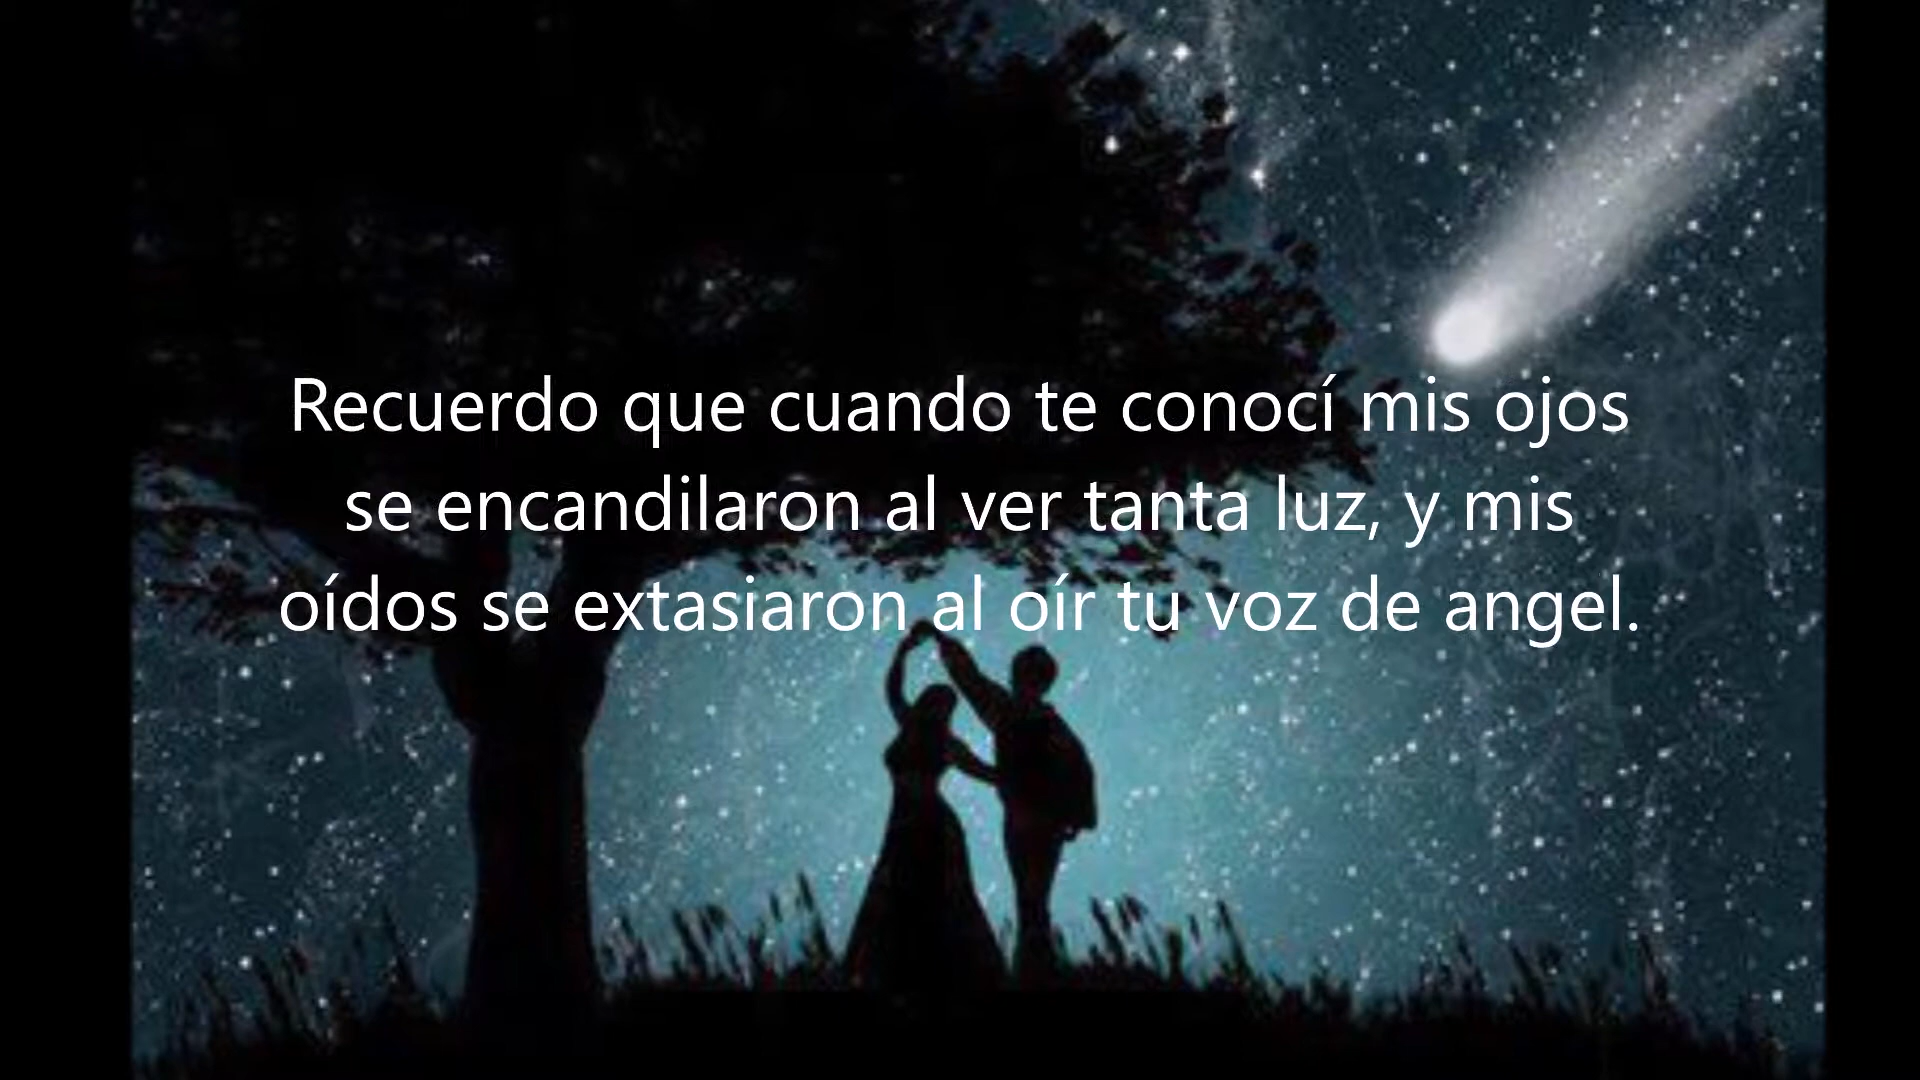 Recuerdo que cuando te conocí mis ojos
se encandilaron al ver tanta luz, y mis
oídos se extasiaron al oír tu voz de angel.